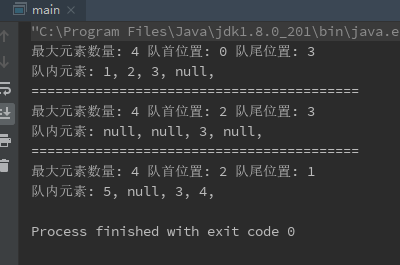 main
"C:\Program Files\Java\jdk1.8.0_201\bin\java.e
最大元素数量: 4 队首位置: 0 队尾位置: 3
队内元素: 1, 2, 3, null,
========================================
最大元素数量: 4 队首位置: 2 队尾位置: 3
队内元素: null, null, 3, null,
========================================
最大元素数量: 4 队首位置: 2 队尾位置: 1
队内元素: 5, null, 3, 4,
Process finished with exit code 0